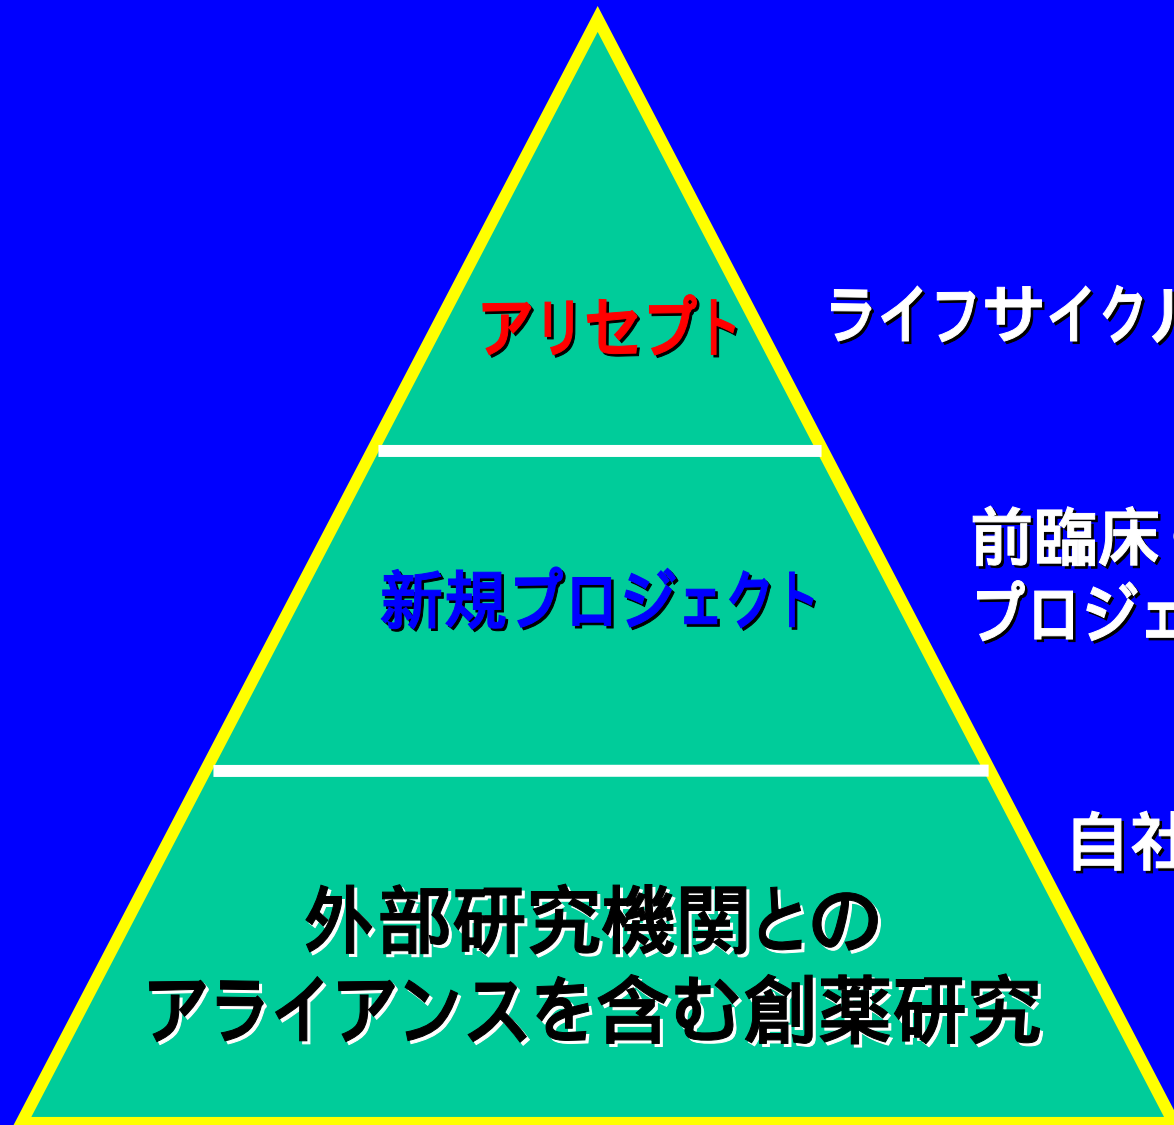 アリセプト
ライフサイクル
新規プロジェクト
前臨床
プロジェ
自社
外部研究機関との
アライアンスを含む創薬研究